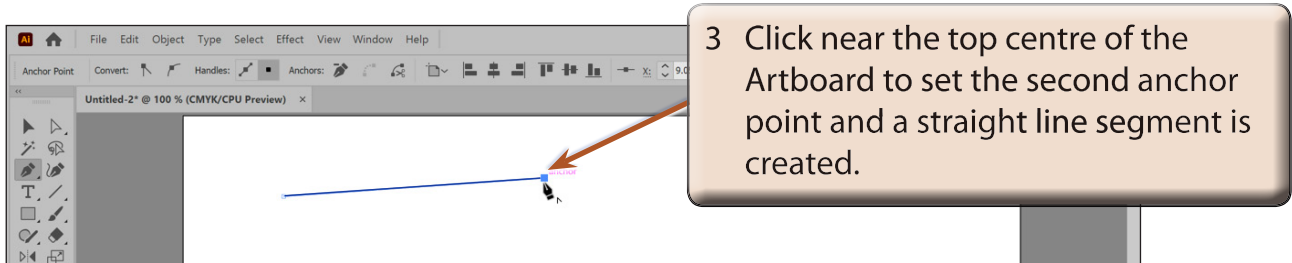 Ai File Edit Object Type Select Effect View Window Help
Anchor Point Convert: Handles: Anchors: X: 9.0
Untitled-2* @ 100 % (CMYK/CPU Preview) ×
anchor
3 Click near the top centre of the
Artboard to set the second anchor
point and a straight line segment is
created.